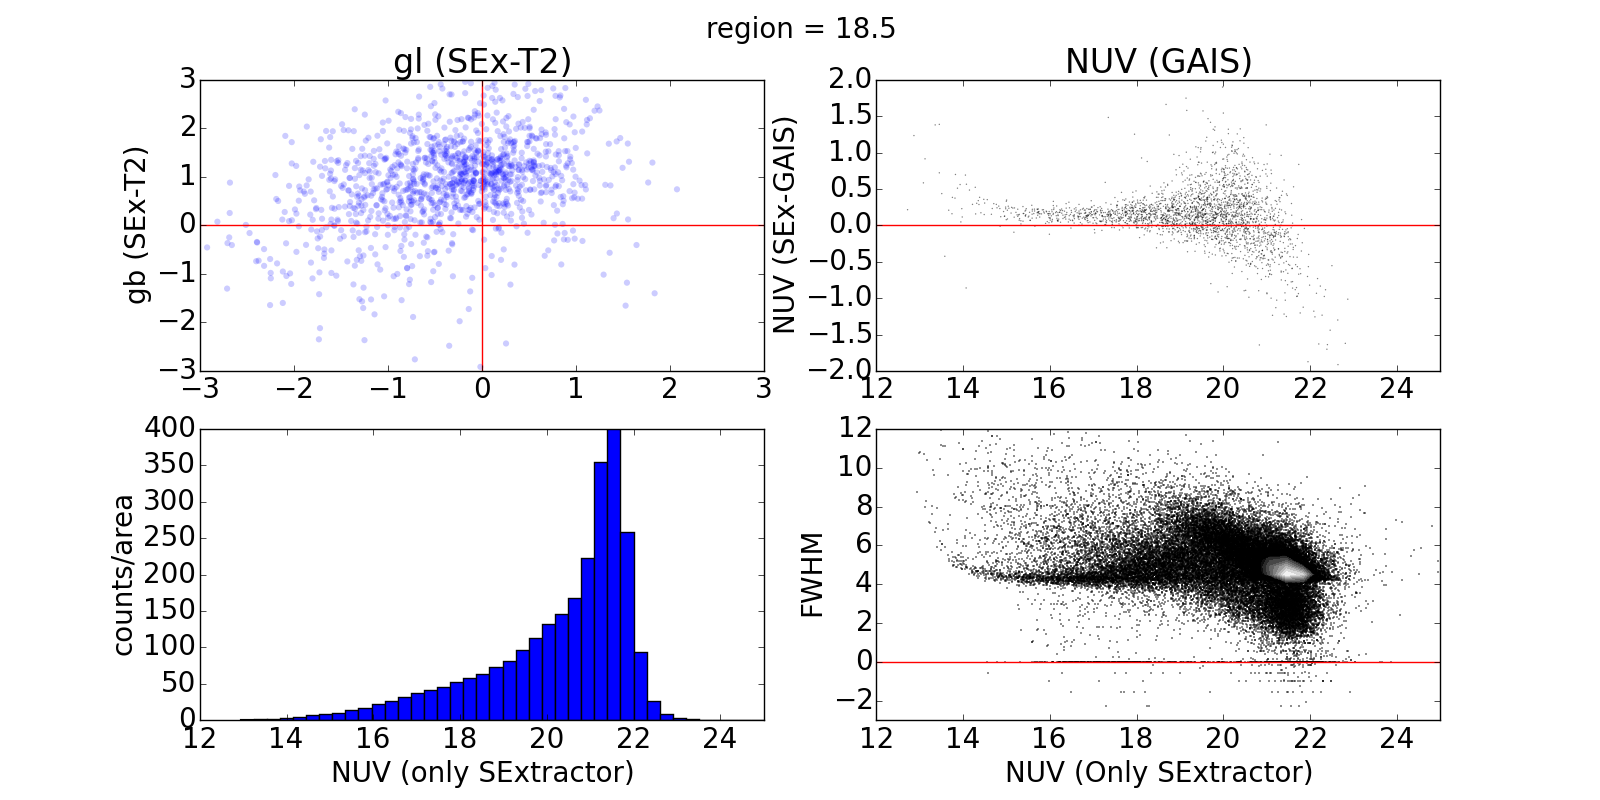 region = 18.5
gl (SEx-T2)
NUV (GAIS)
gb (SEx-T2)
3
2
1
0
−1
−2
−3
−3 −2 −1 0 1 2 3
NUV (SEx-GAIS)
2.0
1.5
1.0
0.5
0.0
−0.5
−1.0
−1.5
−2.0
12 14 16 18 20 22 24
counts/area
400
350
300
250
200
150
100
50
0
12 14 16 18 20 22 24
NUV (only SExtractor)
FWHM
12
10
8
6
4
2
0
−2
12 14 16 18 20 22 24
NUV (Only SExtractor)